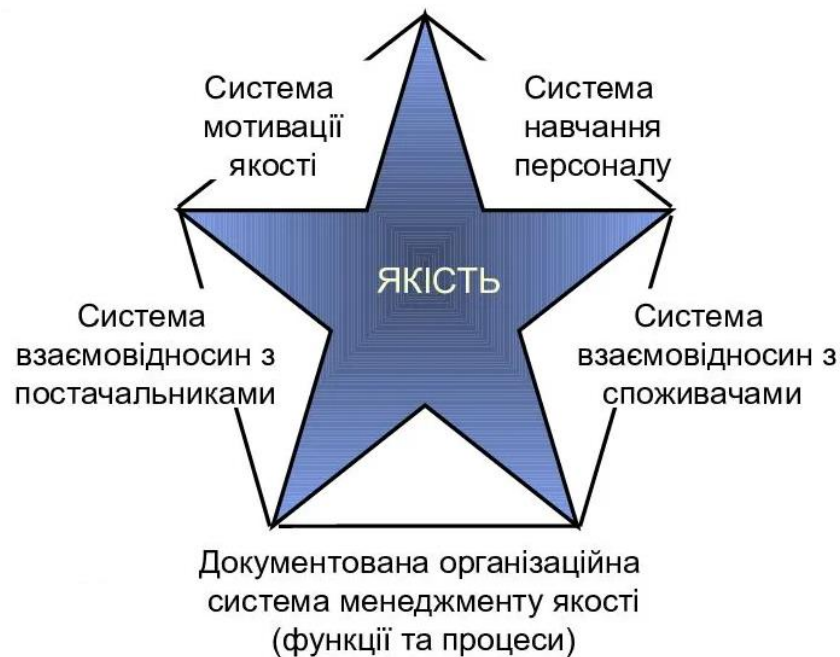 Система
мотивації
якості
Система
навчання
персоналу
ЯКІСТЬ
Система
взаємовідносин з
постачальниками
Система
взаємовідносин з
споживачами
Документована організаційна
система менеджменту якості
(функції та процеси)